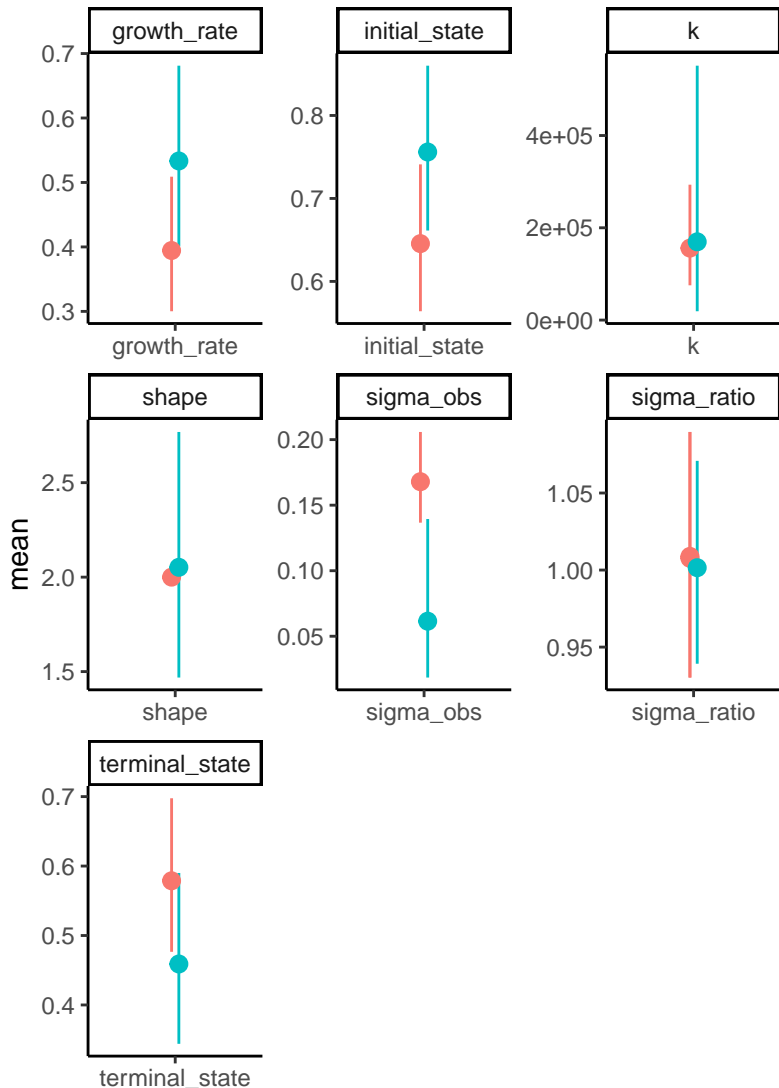 growth_rate
initial_state
k
0.7
0.6
0.5
0.4
0.3
0.8
0.7
0.6
4e+05
2e+05
0e+00
growth_rate
initial_state
k
shape
sigma_obs
sigma_ratio
mean
2.5
2.0
1.5
0.20
0.15
0.10
0.05
1.05
1.00
0.95
shape
sigma_obs
sigma_ratio
terminal_state
0.7
0.6
0.5
0.4
terminal_state